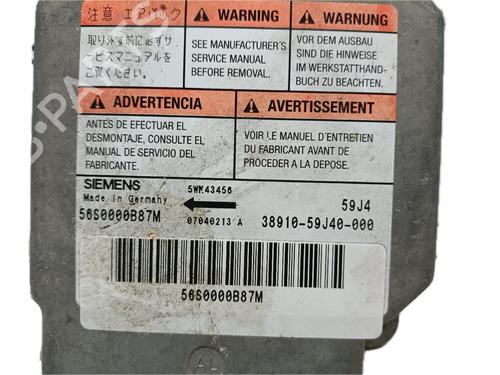 注意 エアバッグ
WARNING
WARNUNG
取り外す前に必ずサ
ービスマニュアルを
ご覧ください。
SEE MANUFACTURER'S
SERVICE MANUAL
BEFORE REMOVAL.
VOR DEM AUSBAU
SIND DIE HINWEISE
IM WERKSTATTHAND-
BUCH ZU BEACHTEN.
ADVERTENCIA
AVERTISSEMENT
ANTES DE EFECTUAR EL
DESMONTAJE, CONSULTE EL
MANUAL DE SERVICIO DEL
FABRICANTE.
VOIR LE MANUEL D'ENTRETIEN
DU FABRICANT AVANT DE
PROCEDER A LA DEPOSE.
SIEMENS
5WK43456
59J4
Made in Germany
56S0000B87M
07040213 A
38910-59J40-000
56S0000B87M